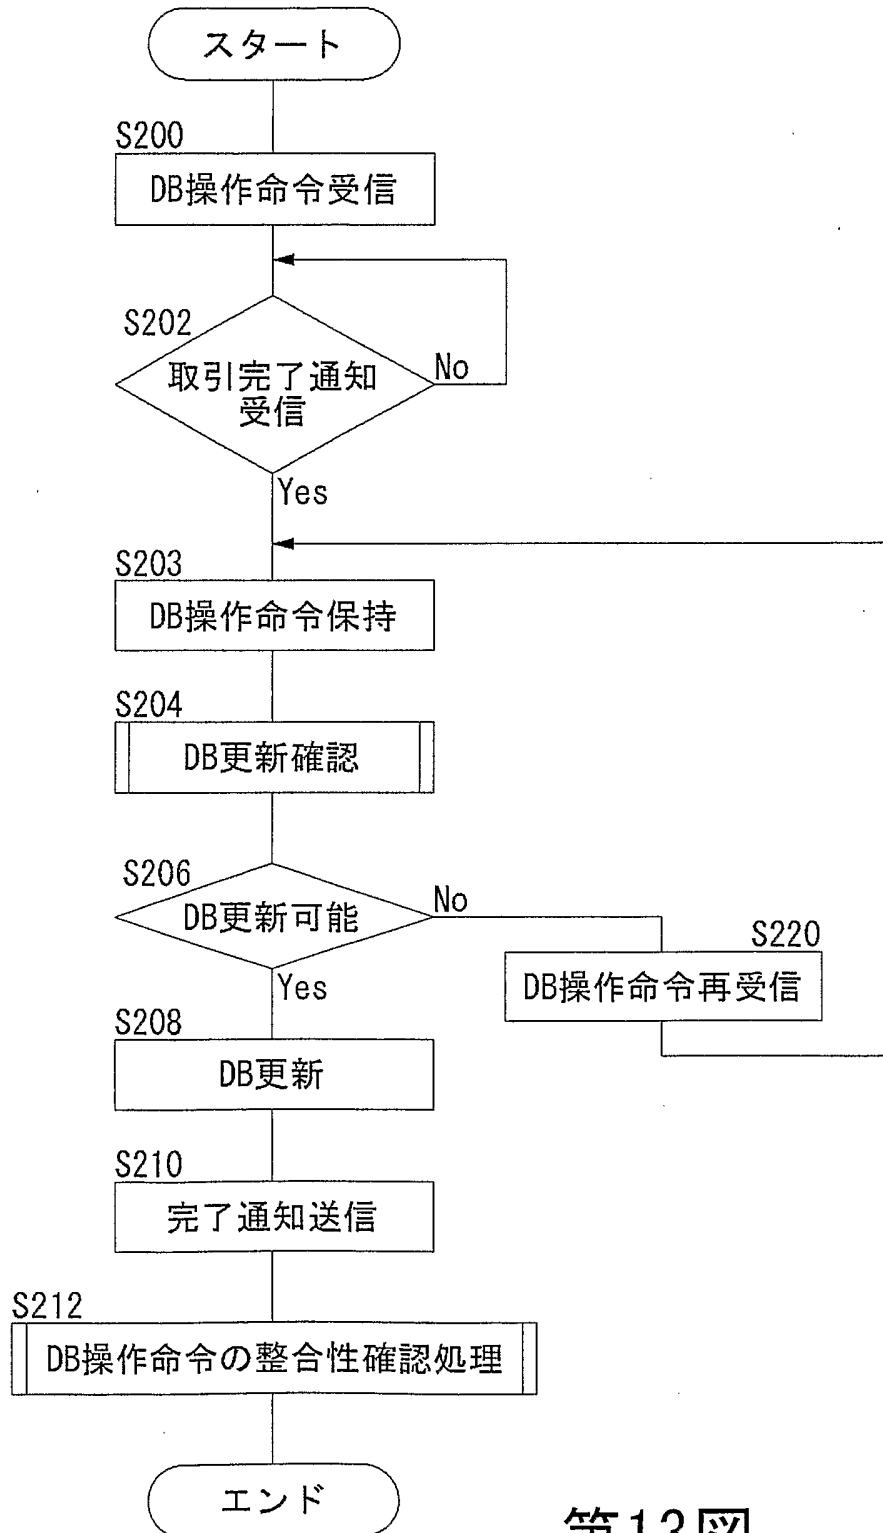 スタート
S200
DB操作命令受信
S202
取引完了通知
受信
No
Yes
S203
DB操作命令保持
S204
DB更新確認
S206
DB更新可能
No
Yes
S220
DB操作命令再受信
S208
DB更新
S210
完了通知送信
S212
DB操作命令の整合性確認処理
エンド
第13図